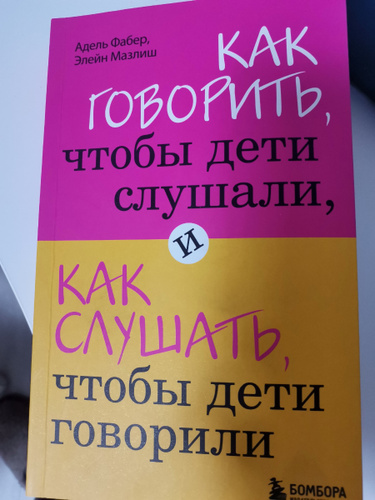 Адель Фабер,
Элейн Мазлиш
КАК
ГОВОРИТЬ,
чтобы дети
слушали,
и
КАК
СЛУШАТЬ,
чтобы дети
говорили
БОМБОРА